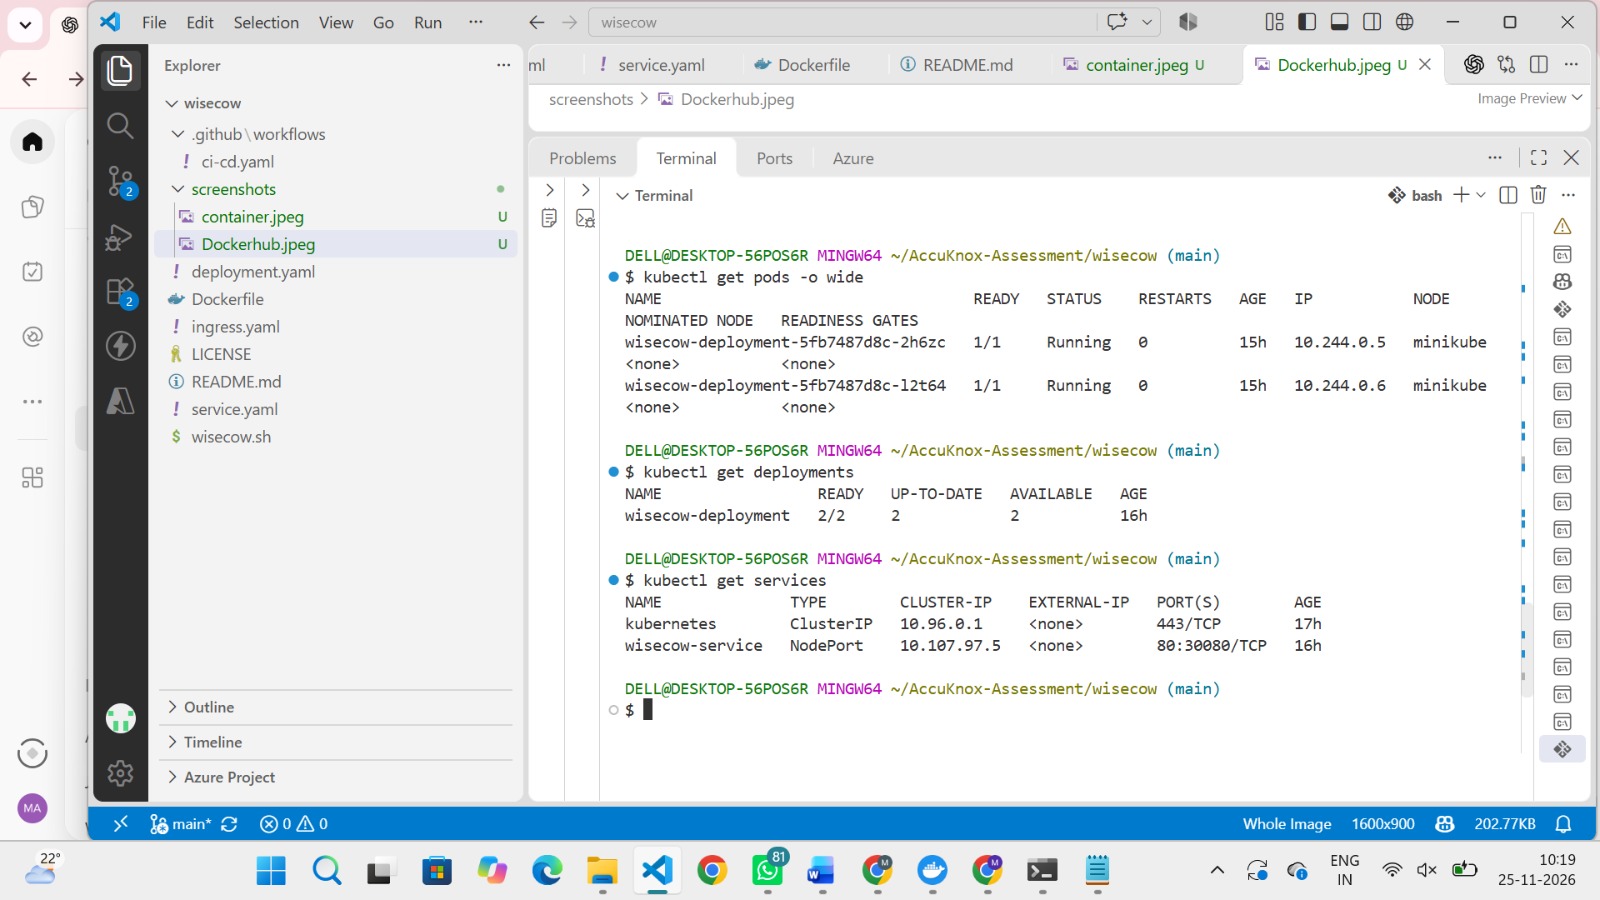 File Edit Selection View Go Run ···
wisecow
Explorer
wisecow
.github\workflows
! ci-cd.yaml
screenshots
container.jpeg U
Dockerhub.jpeg U
! deployment.yaml
Dockerfile
! ingress.yaml
LICENSE
README.md
! service.yaml
$ wisecow.sh
Outline
Timeline
Azure Project
2
2
MA
ml ! service.yaml Dockerfile README.md container.jpeg U Dockerhub.jpeg U
screenshots > Dockerhub.jpeg
Image Preview
Problems Terminal Ports Azure
Terminal
bash
DELL@DESKTOP-56POS6R MINGW64 ~/AccuKnox-Assessment/wisecow (main)
$ kubectl get pods -o wide
NAME READY STATUS RESTARTS AGE IP NODE
NOMINATED NODE READINESS GATES
wisecow-deployment-5fb7487d8c-2h6zc 1/1 Running 0 15h 10.244.0.5 minikube
<none> <none>
wisecow-deployment-5fb7487d8c-l2t64 1/1 Running 0 15h 10.244.0.6 minikube
<none> <none>
DELL@DESKTOP-56POS6R MINGW64 ~/AccuKnox-Assessment/wisecow (main)
$ kubectl get deployments
NAME READY UP-TO-DATE AVAILABLE AGE
wisecow-deployment 2/2 2 2 16h
DELL@DESKTOP-56POS6R MINGW64 ~/AccuKnox-Assessment/wisecow (main)
$ kubectl get services
NAME TYPE CLUSTER-IP EXTERNAL-IP PORT(S) AGE
kubernetes ClusterIP 10.96.0.1 <none> 443/TCP 17h
wisecow-service NodePort 10.107.97.5 <none> 80:30080/TCP 16h
DELL@DESKTOP-56POS6R MINGW64 ~/AccuKnox-Assessment/wisecow (main)
$
main* 0 0
Whole Image 1600x900 202.77KB
22°
81
ENG
IN
10:19
25-11-2026